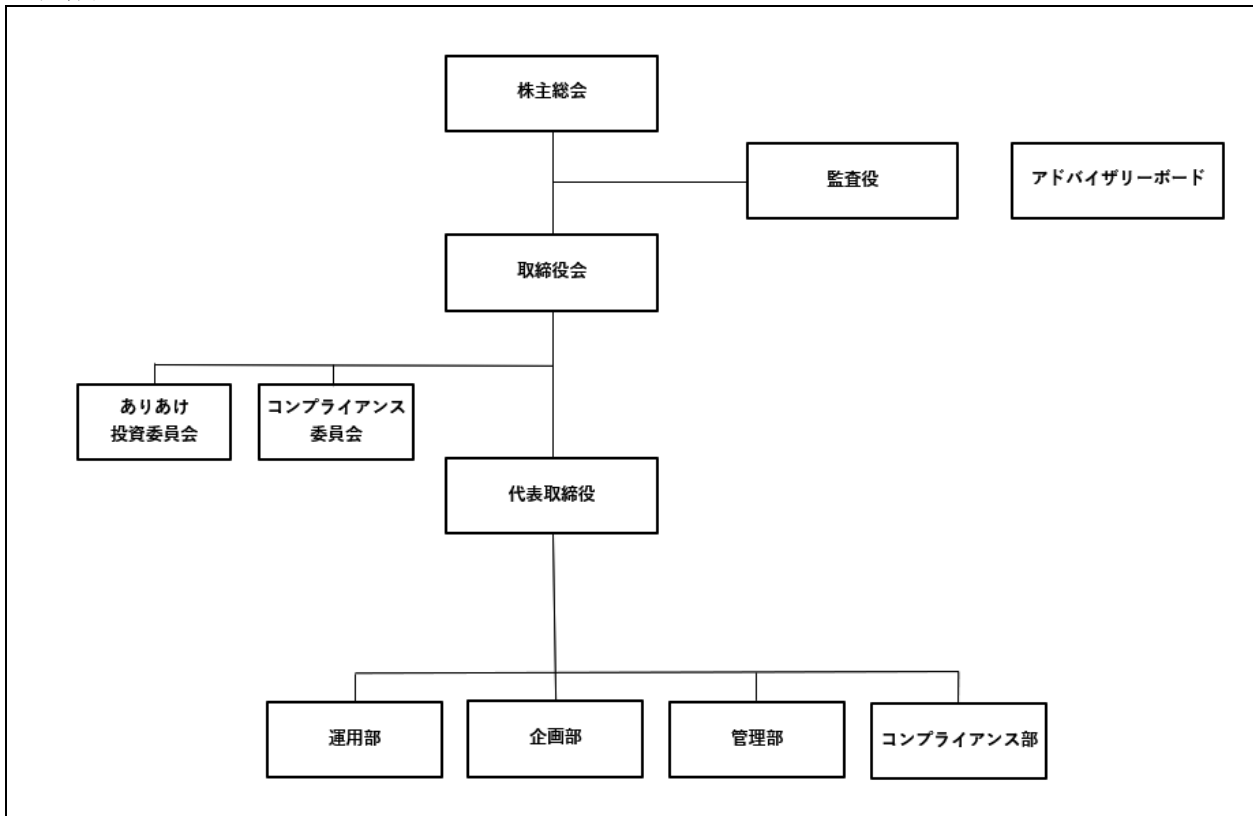 株主総会
監査役
アドバイザリーボード
取締役会
ありあけ
投資委員会
コンプライアンス
委員会
代表取締役
運用部
企画部
管理部
コンプライアンス部